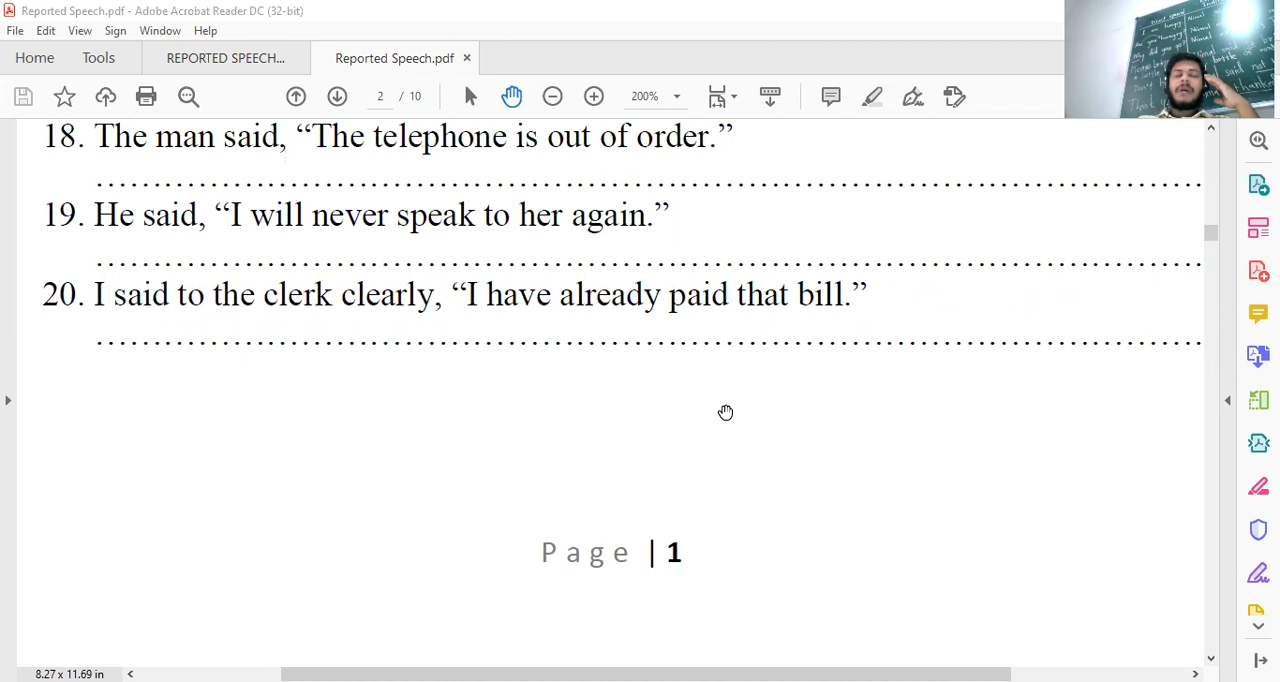 Reported Speech.pdf - Adobe Acrobat Reader DC (32-bit)
File Edit View Sign Window Help
Home Tools REPORTED SPEECH... Reported Speech.pdf ×
2 / 10 200%
18. The man said, “The telephone is out of order.”
................................................................................................
19. He said, “I will never speak to her again.”
................................................................................................
20. I said to the clerk clearly, “I have already paid that bill.”
................................................................................................
Page | 1
8.27 x 11.69 in